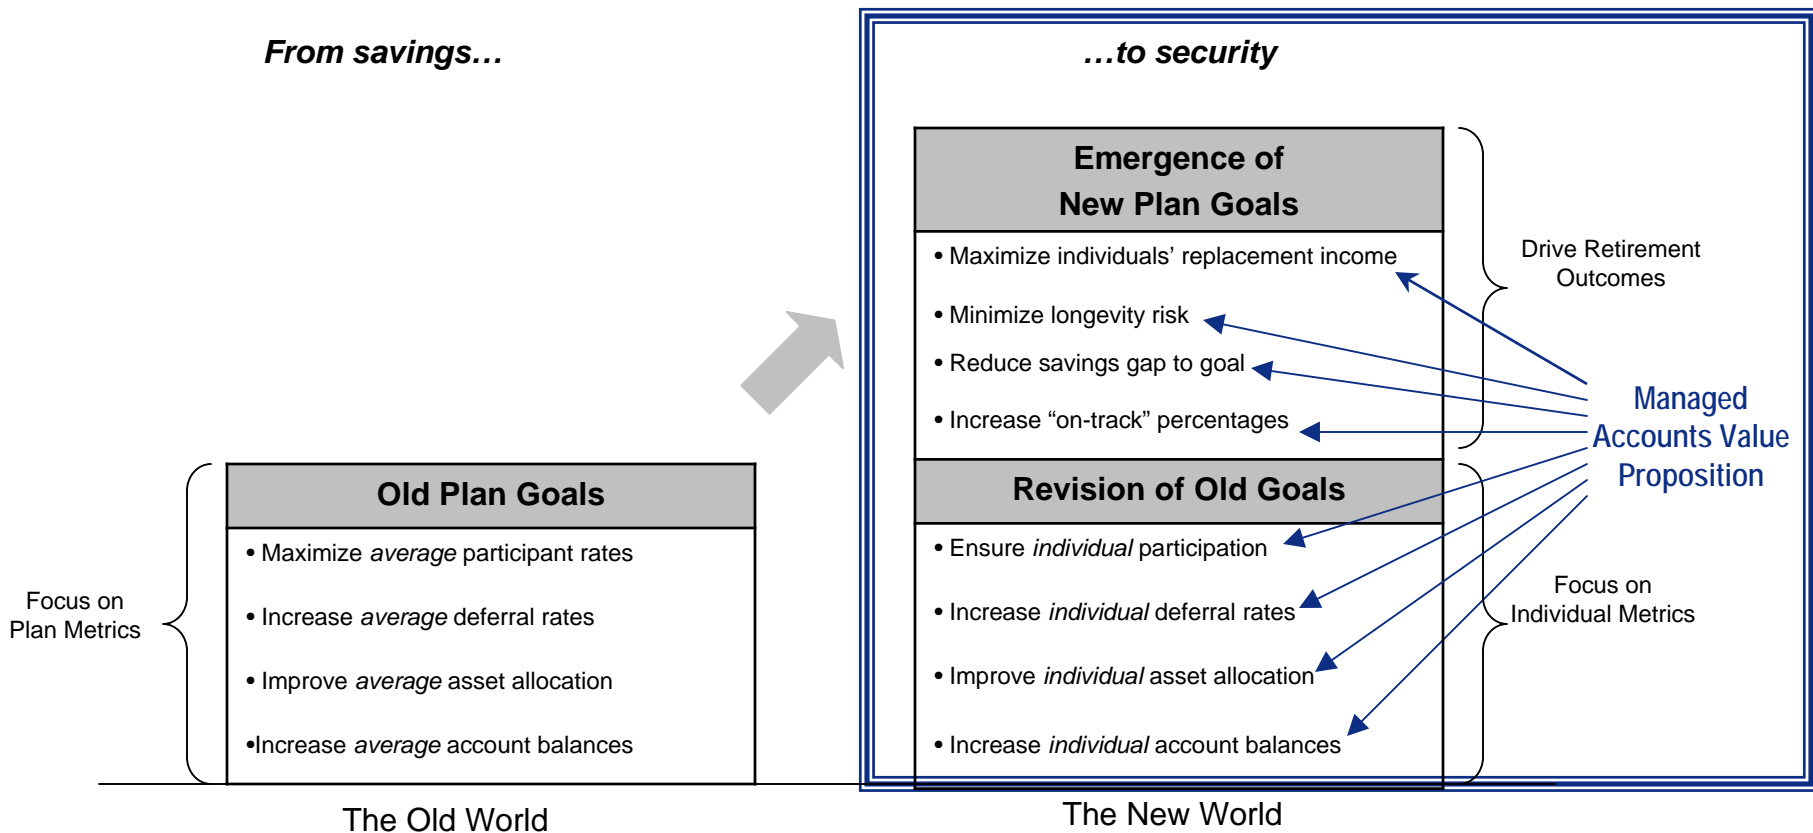 From savings…
…to security
Emergence of
New Plan Goals
• Maximize individuals’ replacement income
• Minimize longevity risk
• Reduce savings gap to goal
• Increase “on-track” percentages
Drive Retirement
Outcomes
Managed
Accounts Value
Proposition
Old Plan Goals
• Maximize average participant rates
• Increase average deferral rates
• Improve average asset allocation
•Increase average account balances
Focus on
Plan Metrics
Revision of Old Goals
• Ensure individual participation
• Increase individual deferral rates
• Improve individual asset allocation
• Increase individual account balances
Focus on
Individual Metrics
The Old World
The New World